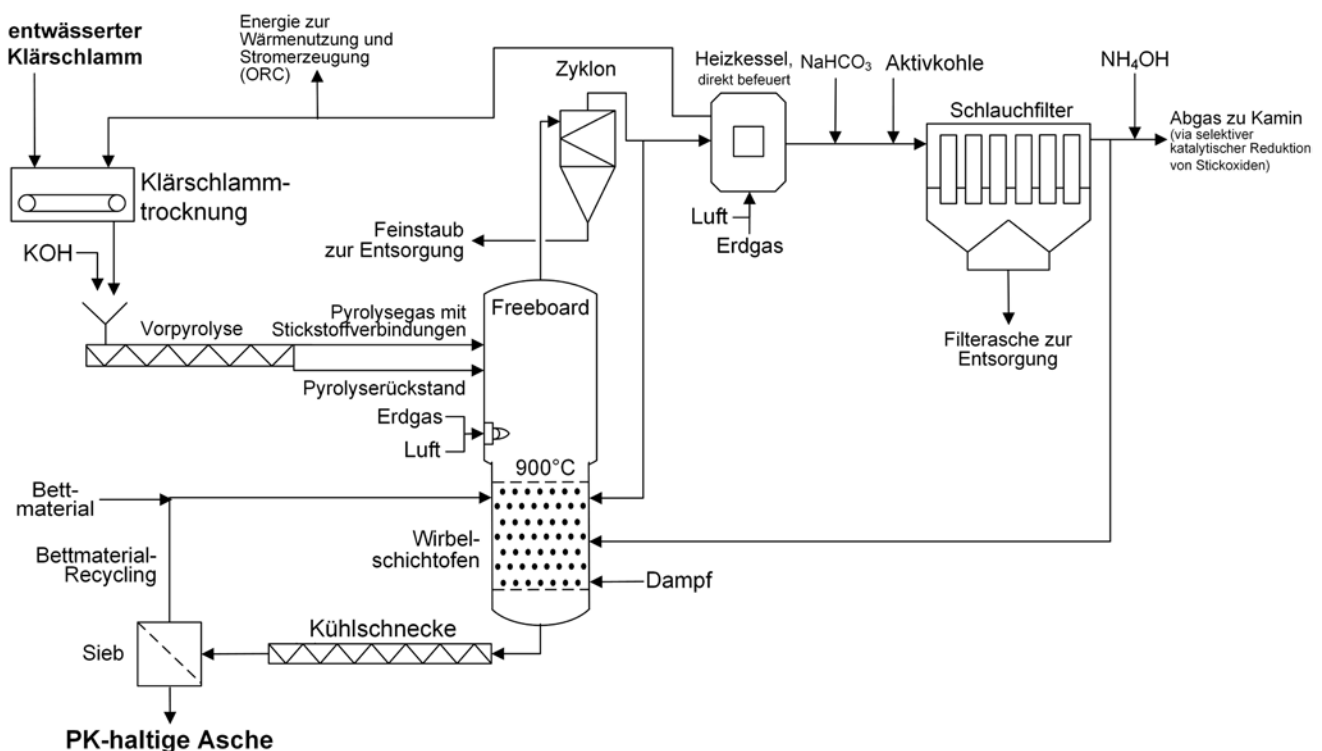 entwässerter
Klärschlamm
Energie zur
Wärmenutzung und
Stromerzeugung
(ORC)
Zyklon
Heizkessel,
direkt befeuert
NaHCO₃
Aktivkohle
NH₄OH
Schlauchfilter
Abgas zu Kamin
(via selektiver
katalytischer Reduktion
von Stickoxiden)
Klärschlamm-
trocknung
Luft
Erdgas
Feinstaub
zur Entsorgung
KOH
Freeboard
Pyrolysegas mit
Stickstoffverbindungen
Vorpyrolyse
Pyrolyserückstand
Filterasche zur
Entsorgung
Erdgas
Luft
900°C
Bett-
material
Wirbel-
schichtofen
Bettmaterial-
Recycling
Dampf
Kühlschnecke
Sieb
PK-haltige Asche